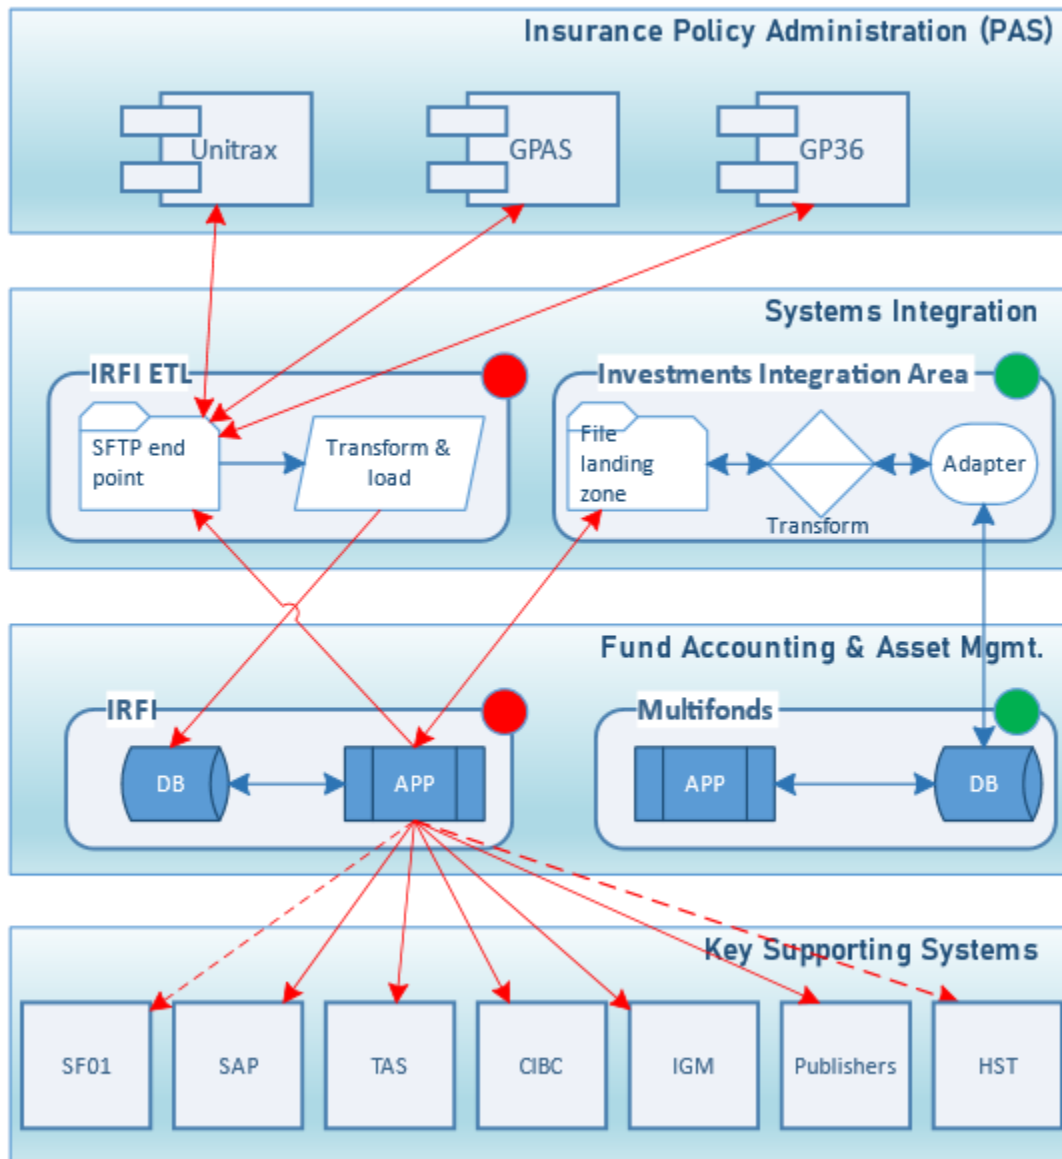 Insurance Policy Administration (PAS)
Unitrax
GPAS
GP36
Systems Integration
IRFI ETL
SFTP end
point
Transform &
load
Investments Integration Area
File
landing
zone
Transform
Adapter
Fund Accounting & Asset Mgmt.
IRFI
DB
APP
Multifonds
APP
DB
Key Supporting Systems
SF01
SAP
TAS
CIBC
IGM
Publishers
HST